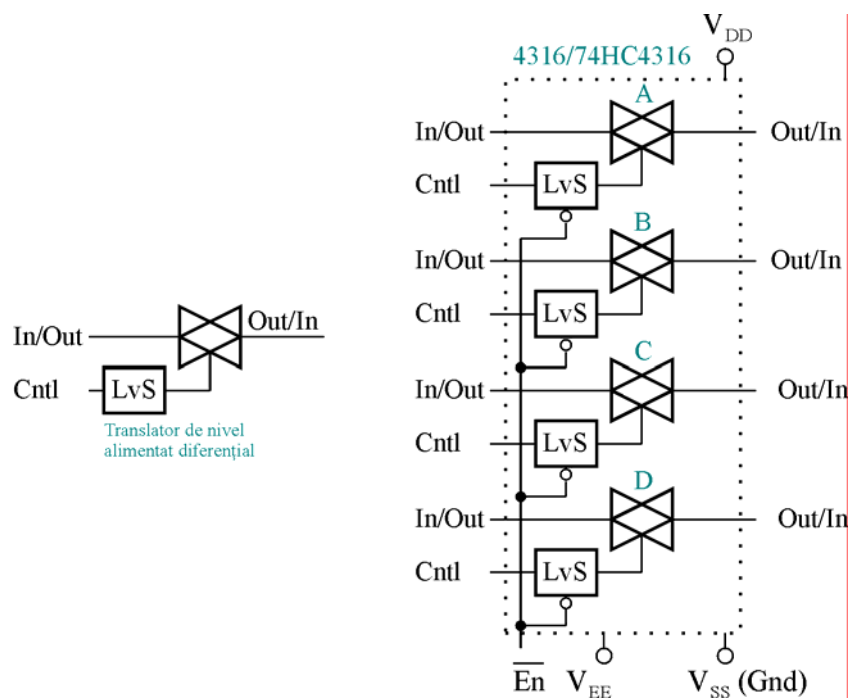 In/Out
Out/In
Cntl
LvS
Translator de nivel
alimentat diferențial
V_DD
4316/74HC4316
A
In/Out
Out/In
Cntl
LvS
B
In/Out
Out/In
Cntl
LvS
C
In/Out
Out/In
Cntl
LvS
D
In/Out
Out/In
Cntl
LvS
E̅n̅
V_EE
V_SS (Gnd)